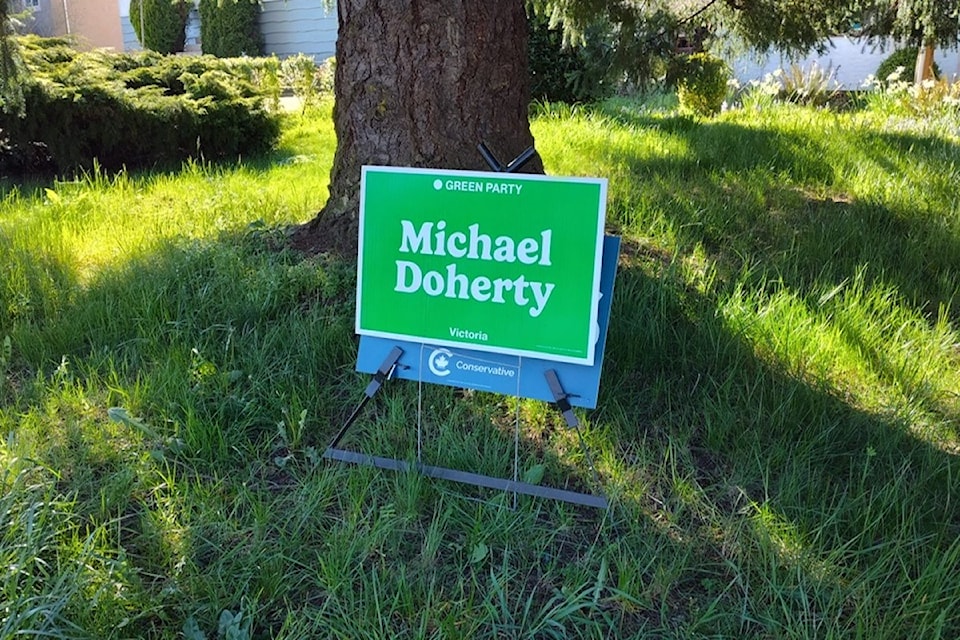 GREEN PARTY
Michael
Doherty
Victoria
Conservative